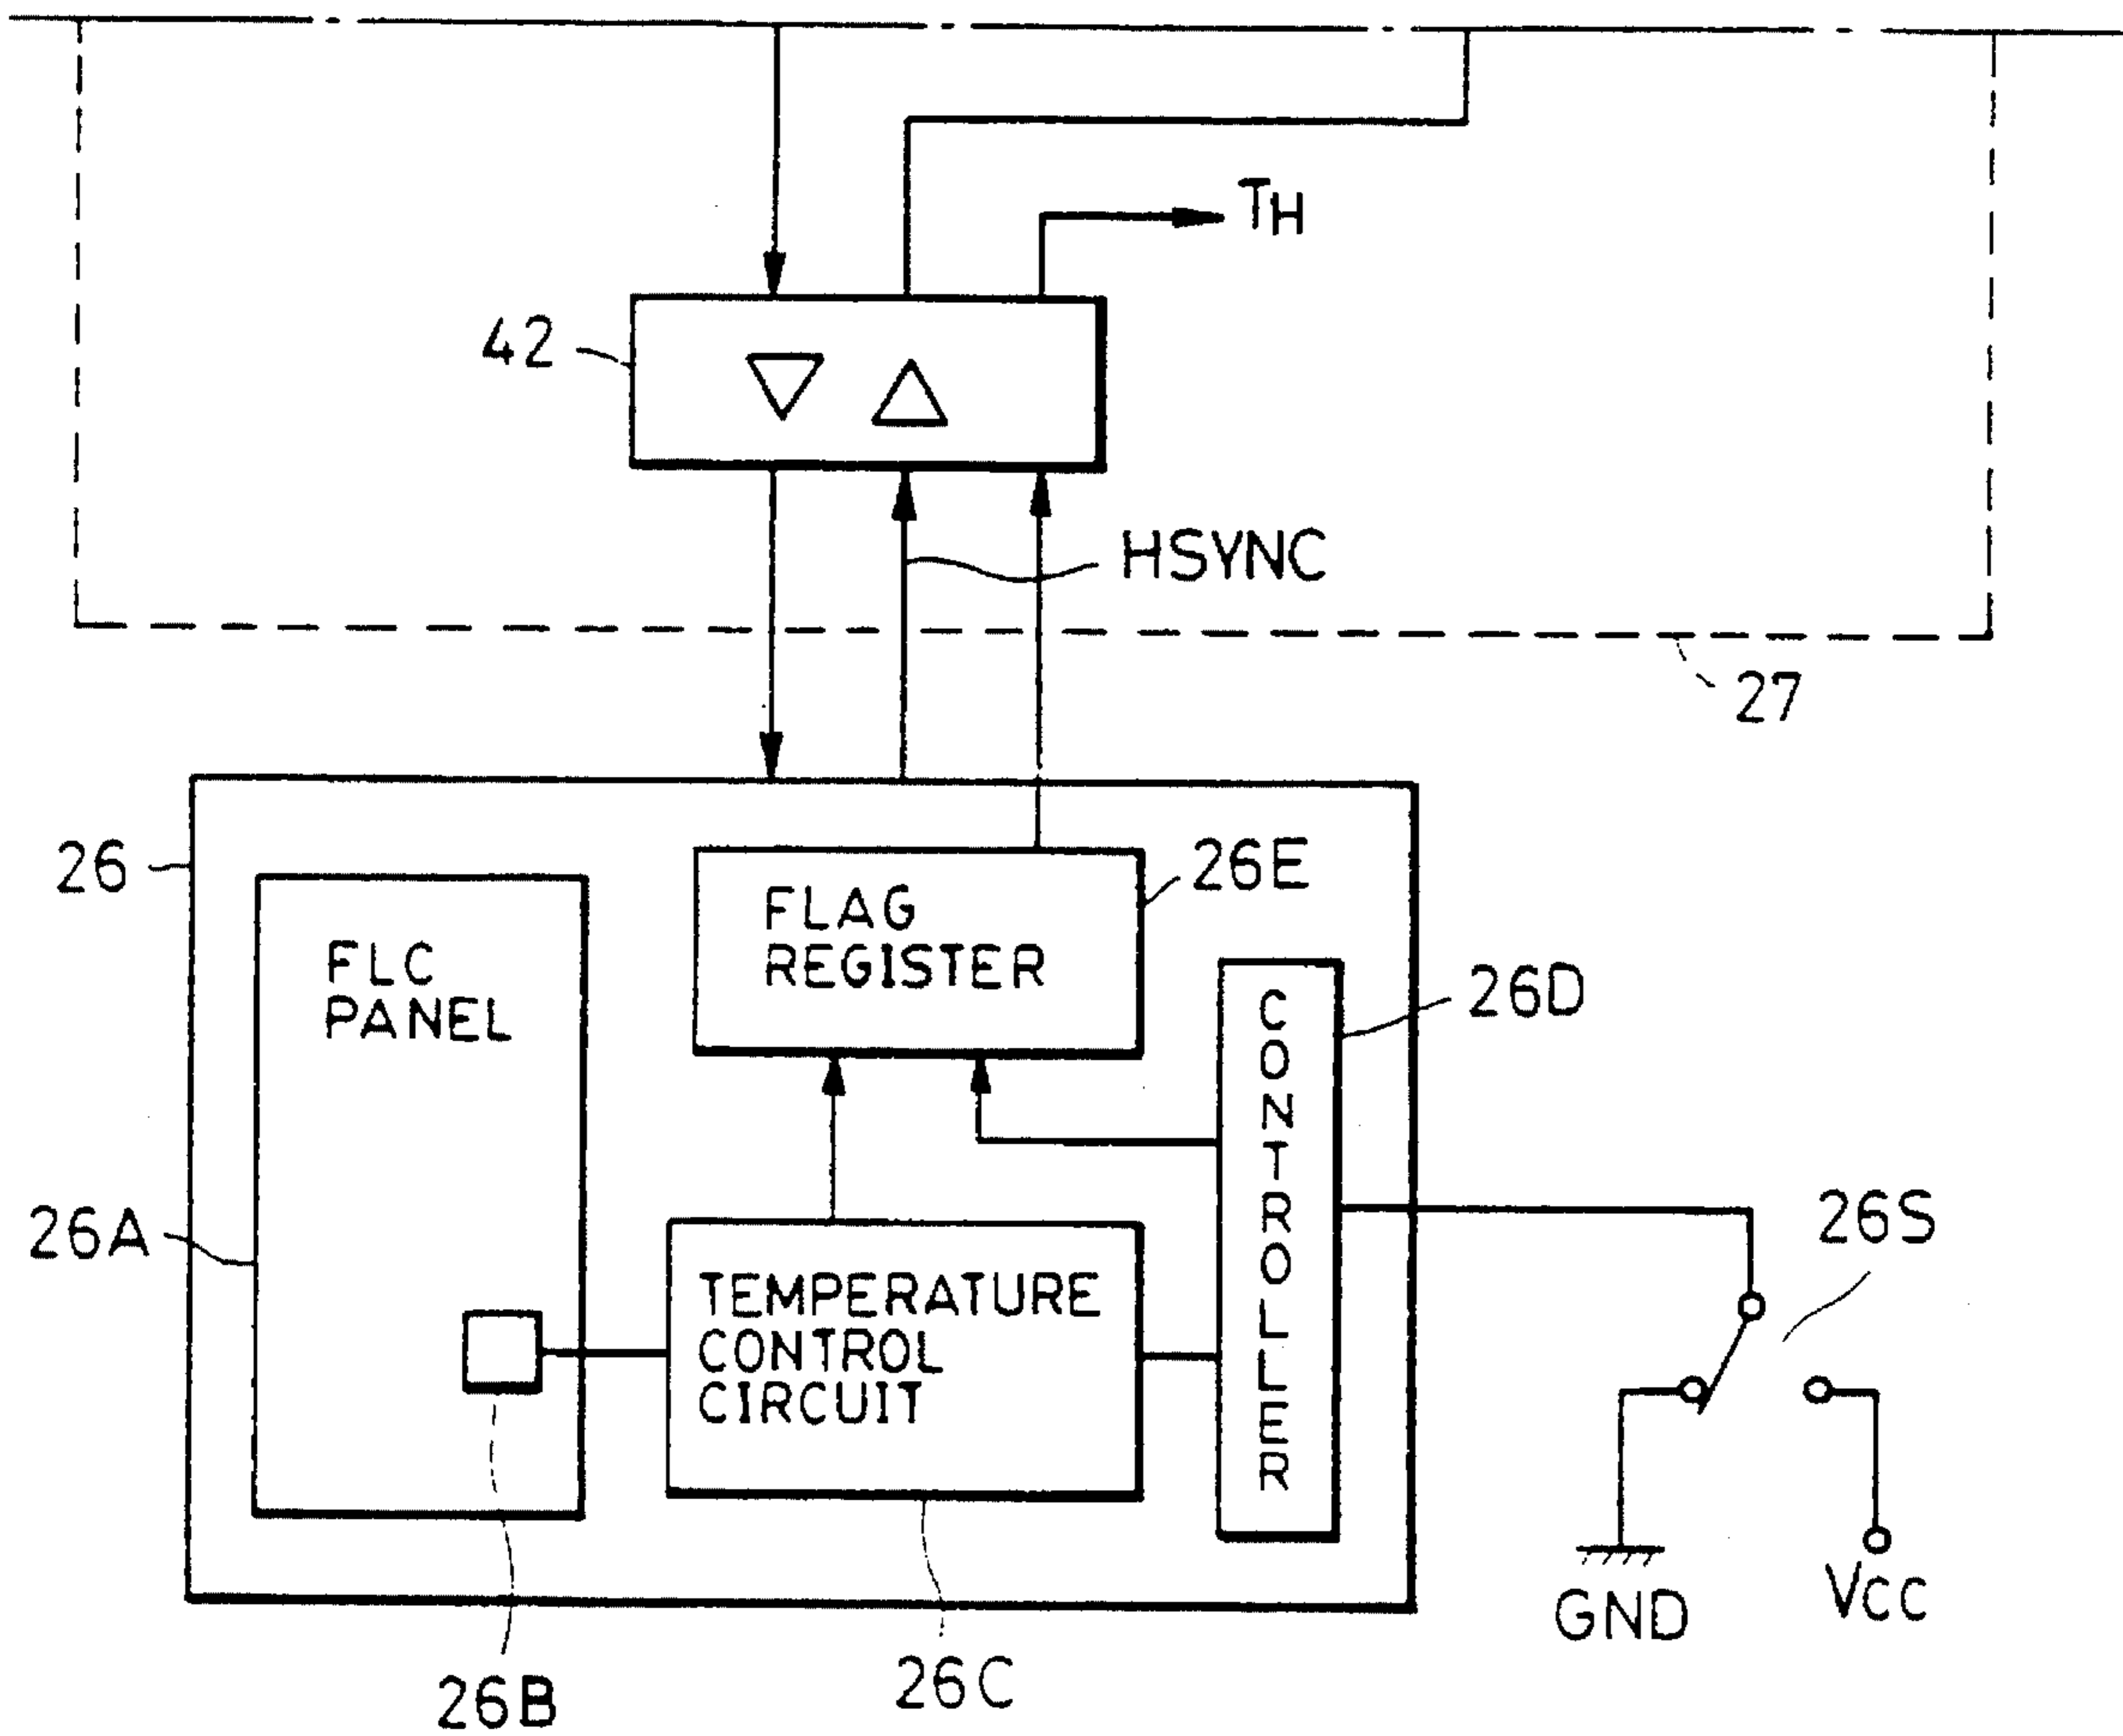 TH
42
HSYNC
27
26
26E
FLAG
REGISTER
FLC
PANEL
26D
CONTROLLER
26A
26S
TEMPERATURE
CONTROL
CIRCUIT
GND
VCC
26B
26C